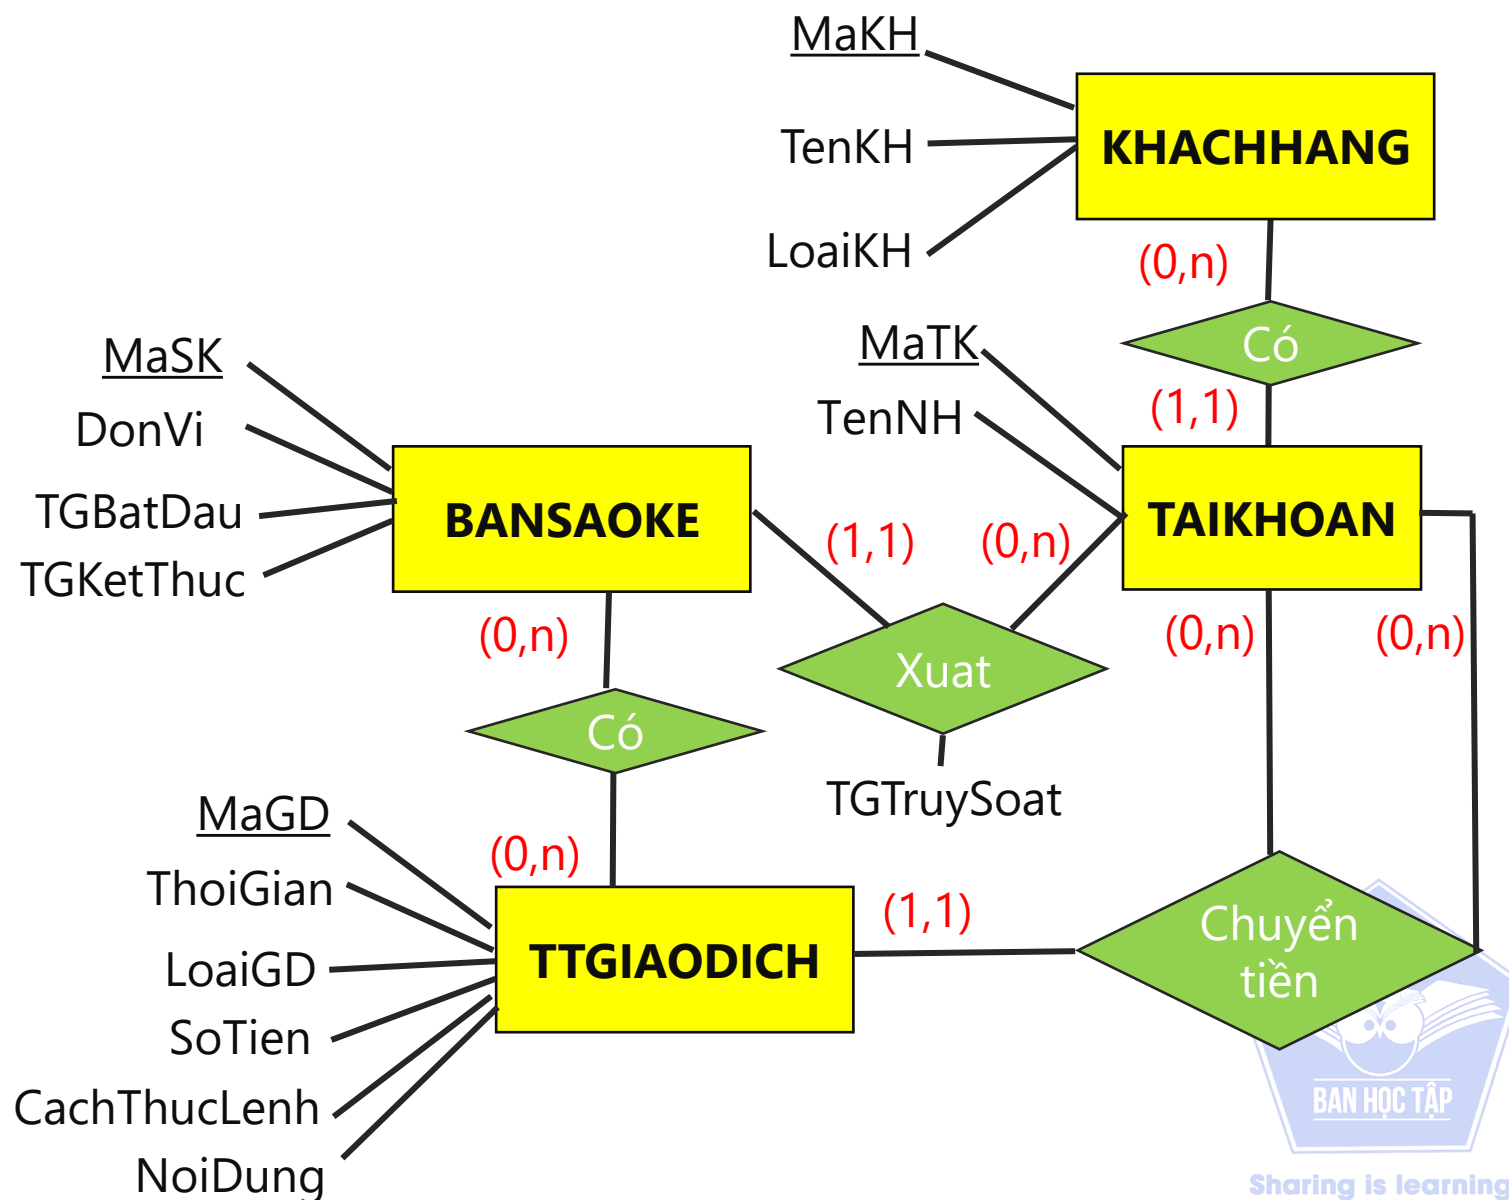 MaKH
KHACHHANG
TenKH
LoaiKH
(0,n)
Có
MaTK
(1,1)
TenNH
TAIKHOAN
MaSK
DonVi
TGBatDau
TGKetThuc
BANSAOKE
(1,1)
(0,n)
(0,n)
(0,n)
(0,n)
Xuat
Có
TGTruySoat
MaGD
(0,n)
ThoiGian
(1,1)
LoaiGD
TTGIAODICH
Chuyển
tiền
SoTien
CachThucLenh
NoiDung
BAN HỌC TẬP
Sharing is learning